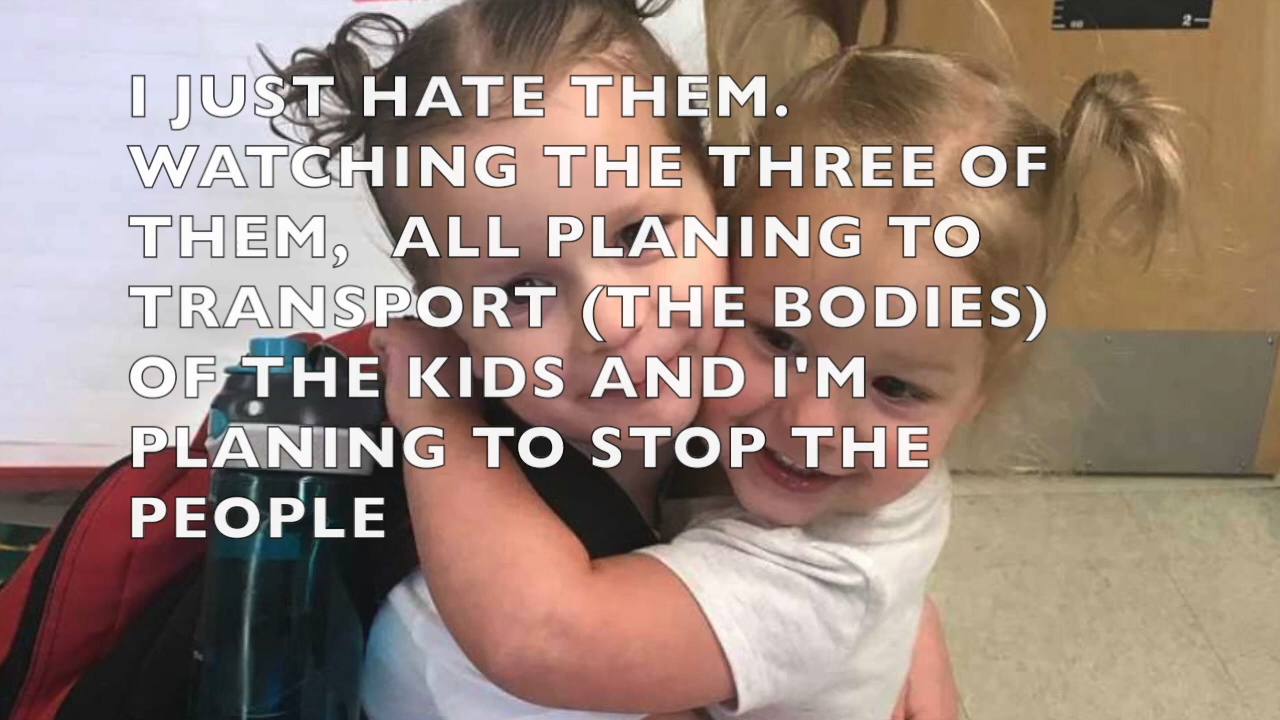 I JUST HATE THEM.
WATCHING THE THREE OF
THEM,  ALL PLANING TO
TRANSPORT (THE BODIES)
OF THE KIDS AND I'M
PLANING TO STOP THE
PEOPLE
2